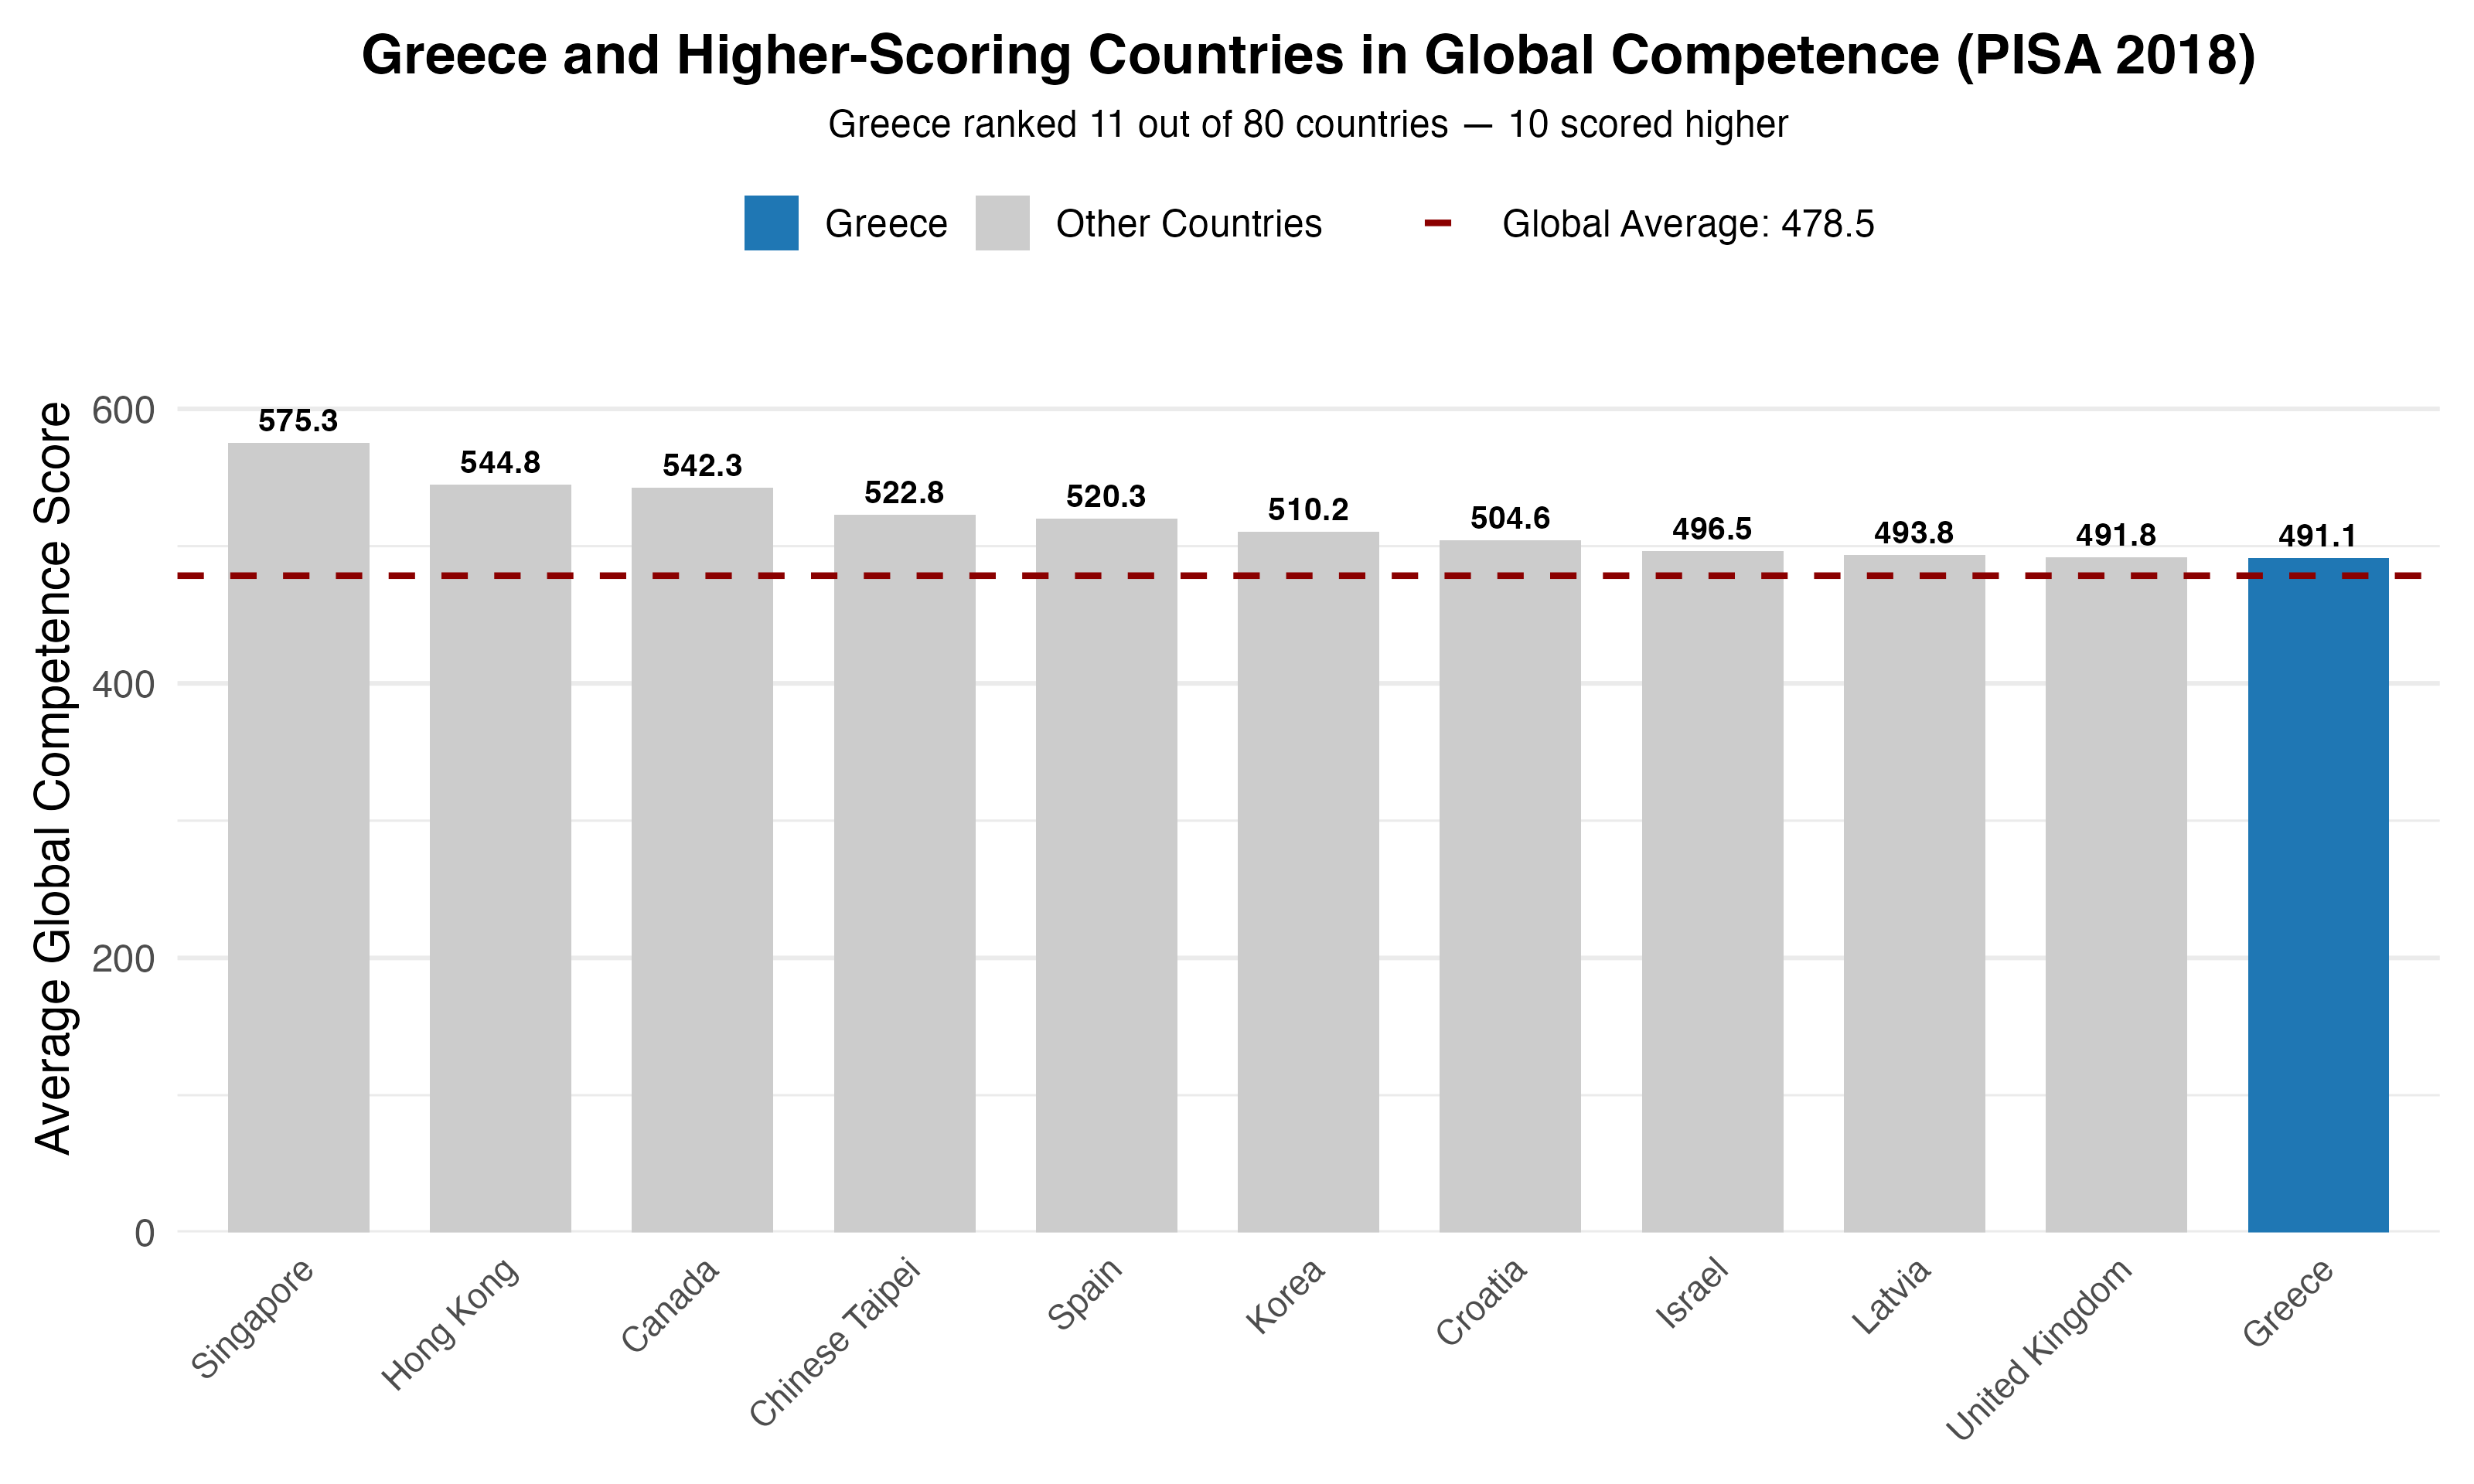 Greece and Higher-Scoring Countries in Global Competence (PISA 2018)
Greece ranked 11 out of 80 countries — 10 scored higher
Greece
Other Countries
Global Average: 478.5
Average Global Competence Score
600
400
200
0
575.3
544.8
542.3
522.8
520.3
510.2
504.6
496.5
493.8
491.8
491.1
Singapore
Hong Kong
Canada
Chinese Taipei
Spain
Korea
Croatia
Israel
Latvia
United Kingdom
Greece